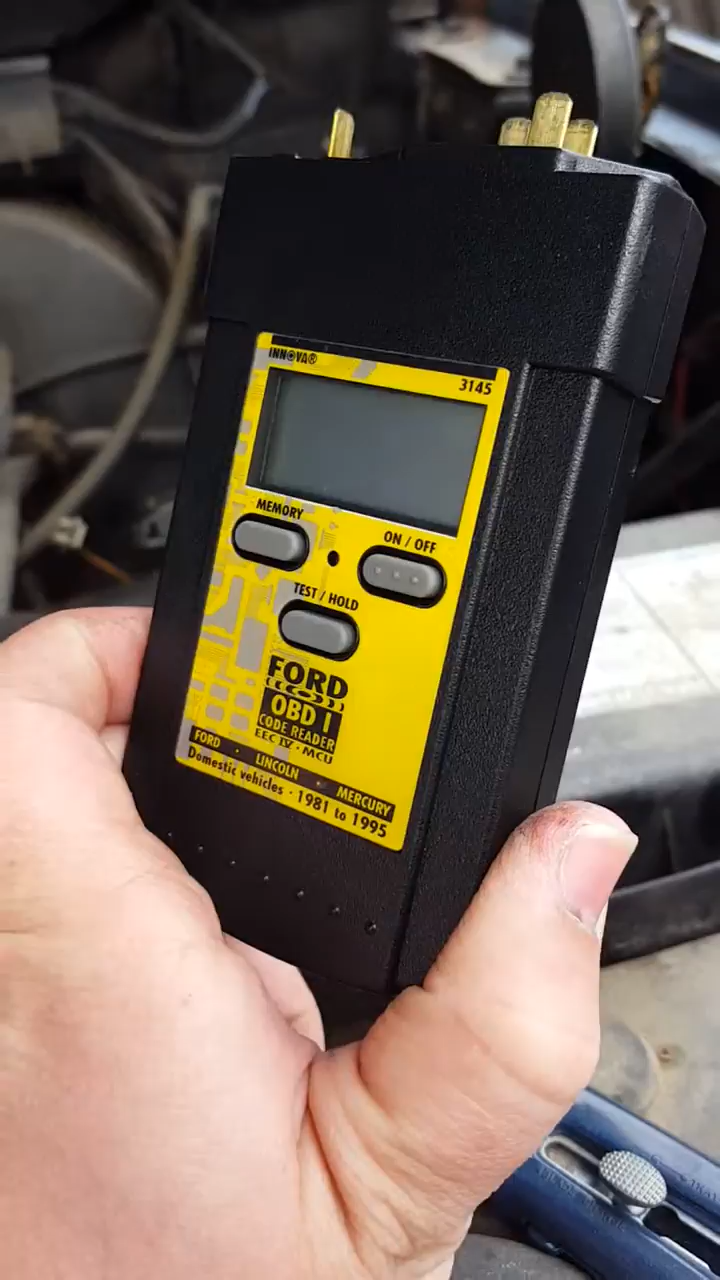 INNOVA®
3145
MEMORY
ON / OFF
TEST / HOLD
FORD
OBD I
CODE READER
EEC IV · MCU
FORD · LINCOLN · MERCURY
Domestic vehicles · 1981 to 1995